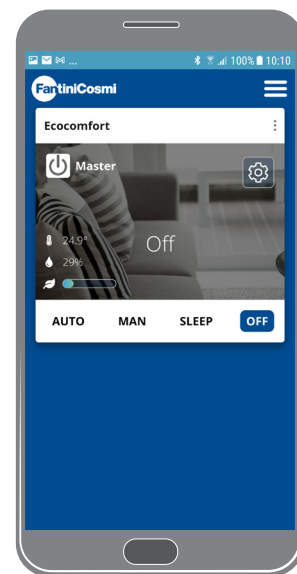 ... 100% 10:10
FantiniCosmi
Ecocomfort
Master
24.9°
Off
29%
AUTO MAN SLEEP OFF